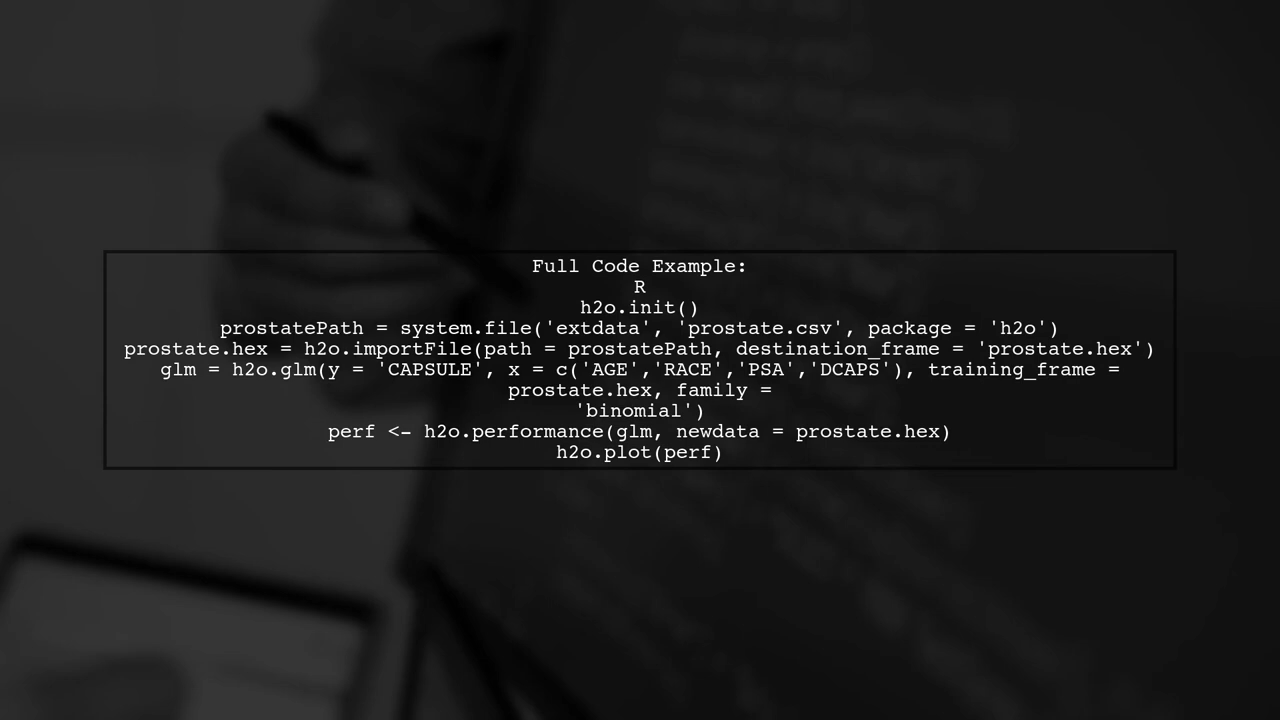 Full Code Example:
R
h2o.init()
prostatePath = system.file('extdata', 'prostate.csv', package = 'h2o')
prostate.hex = h2o.importFile(path = prostatePath, destination_frame = 'prostate.hex')
glm = h2o.glm(y = 'CAPSULE', x = c('AGE','RACE','PSA','DCAPS'), training_frame =
prostate.hex, family =
'binomial')
perf <- h2o.performance(glm, newdata = prostate.hex)
h2o.plot(perf)